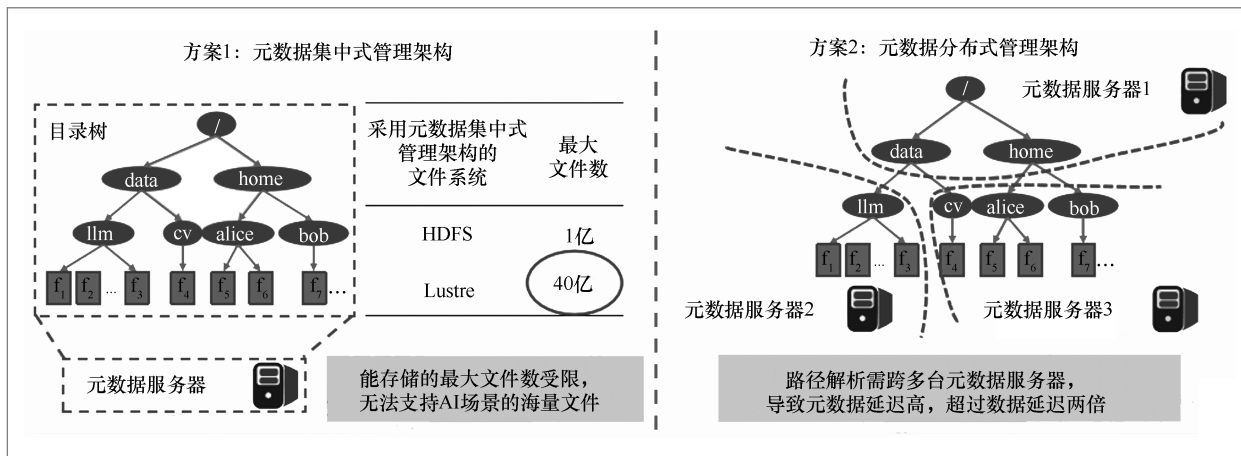 方案1：元数据集中式管理架构
目录树
/
data
home
llm
cv
alice
bob
f1 f2 ... f3 f4 f5 f6 f7 ...
采用元数据集中式
管理架构的
文件系统
最大
文件数
HDFS
1亿
Lustre
40亿
元数据服务器
能存储的最大文件数受限，
无法支持AI场景的海量文件
方案2：元数据分布式管理架构
/
元数据服务器1
data
home
llm
cv
alice
bob
f1 f2 ... f3 f4 f5 f6 f7 ...
元数据服务器2
元数据服务器3
路径解析需跨多台元数据服务器，
导致元数据延迟高，超过数据延迟两倍